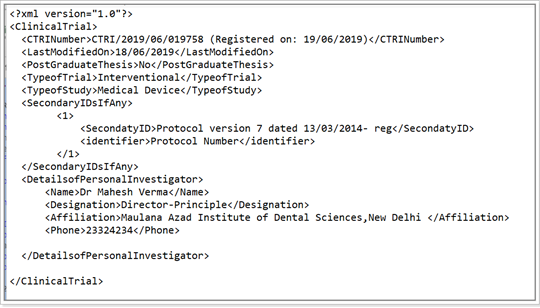 <?xml version="1.0"?>
<ClinicalTrial>
<CTRINumber>CTRI/2019/06/019758 (Registered on: 19/06/2019)</CTRINumber>
<LastModifiedOn>18/06/2019</LastModifiedOn>
<PostGraduateThesis>No</PostGraduateThesis>
<TypeofTrial>Interventional</TypeofTrial>
<TypeofStudy>Medical Device</TypeofStudy>
<SecondaryIDsIfAny>
<1>
<SecondatyID>Protocol version 7 dated 13/03/2014- reg</SecondatyID>
<identifier>Protocol Number</identifier>
</1>
</SecondaryIDsIfAny>
<DetailsofPersonalInvestigator>
<Name>Dr Mahesh Verma</Name>
<Designation>Director-Principle</Designation>
<Affiliation>Maulana Azad Institute of Dental Sciences,New Delhi </Affiliation>
<Phone>23324234</Phone>
</DetailsofPersonalInvestigator>
</ClinicalTrial>